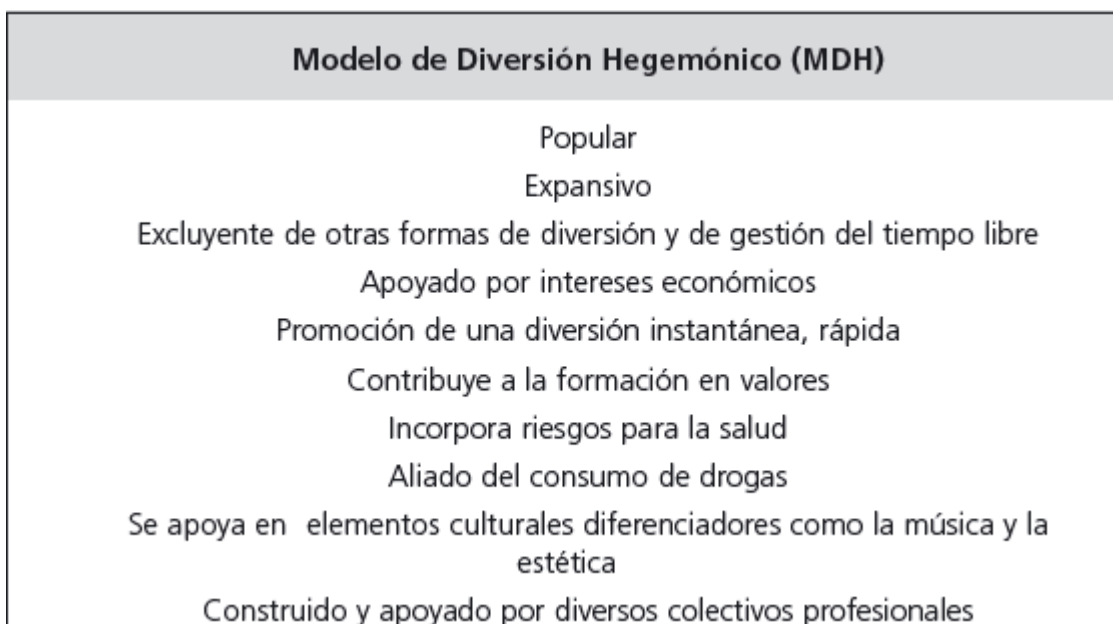 Modelo de Diversión Hegemónico (MDH)
Popular
Expansivo
Excluyente de otras formas de diversión y de gestión del tiempo libre
Apoyado por intereses económicos
Promoción de una diversión instantánea, rápida
Contribuye a la formación en valores
Incorpora riesgos para la salud
Aliado del consumo de drogas
Se apoya en elementos culturales diferenciadores como la música y la
estética
Construido y apoyado por diversos colectivos profesionales